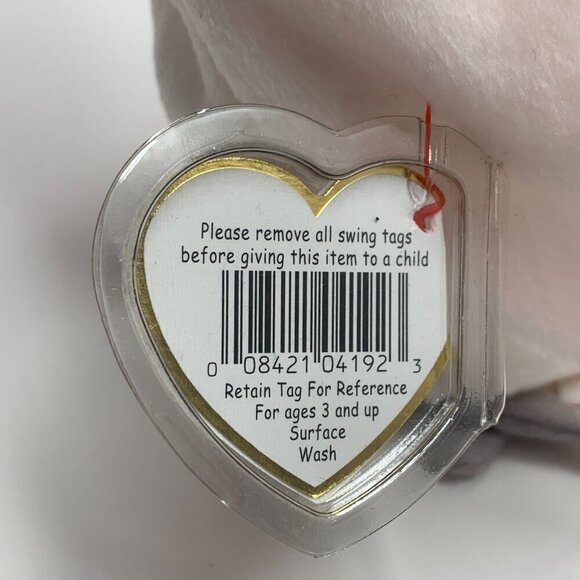 Please remove all swing tags
before giving this item to a child
0 08421 04192 3
Retain Tag For Reference
For ages 3 and up
Surface
Wash